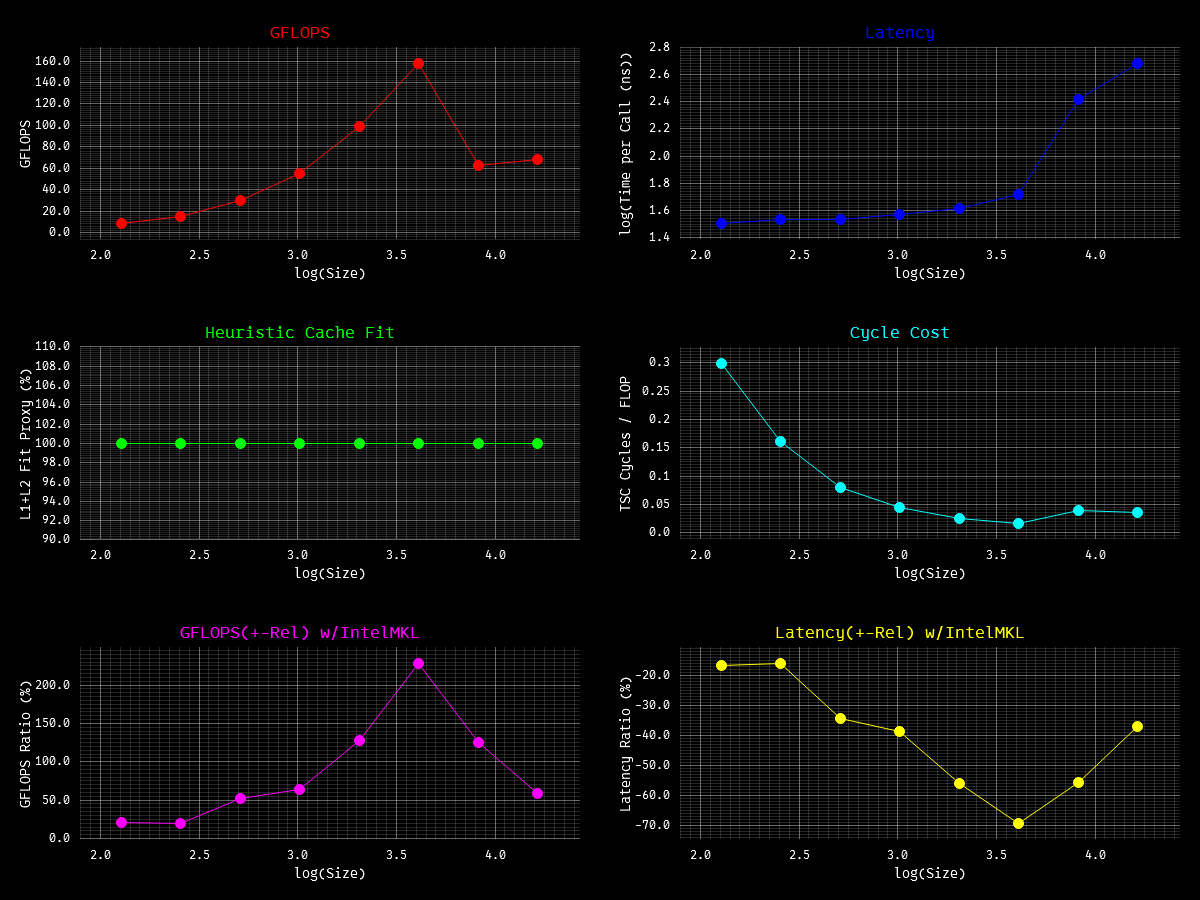 GFLOPS
GFLOPS
160.0
140.0
120.0
100.0
80.0
60.0
40.0
20.0
0.0
2.0 2.5 3.0 3.5 4.0
log(Size)
Latency
log(Time per Call (ns))
2.8
2.6
2.4
2.2
2.0
1.8
1.6
1.4
2.0 2.5 3.0 3.5 4.0
log(Size)
Heuristic Cache Fit
L1+L2 Fit Proxy (%)
110.0
108.0
106.0
104.0
102.0
100.0
98.0
96.0
94.0
92.0
90.0
2.0 2.5 3.0 3.5 4.0
log(Size)
Cycle Cost
TSC Cycles / FLOP
0.3
0.25
0.2
0.15
0.1
0.05
0.0
2.0 2.5 3.0 3.5 4.0
log(Size)
GFLOPS(+-Rel) w/IntelMKL
GFLOPS Ratio (%)
200.0
150.0
100.0
50.0
0.0
2.0 2.5 3.0 3.5 4.0
log(Size)
Latency(+-Rel) w/IntelMKL
Latency Ratio (%)
-20.0
-30.0
-40.0
-50.0
-60.0
-70.0
2.0 2.5 3.0 3.5 4.0
log(Size)